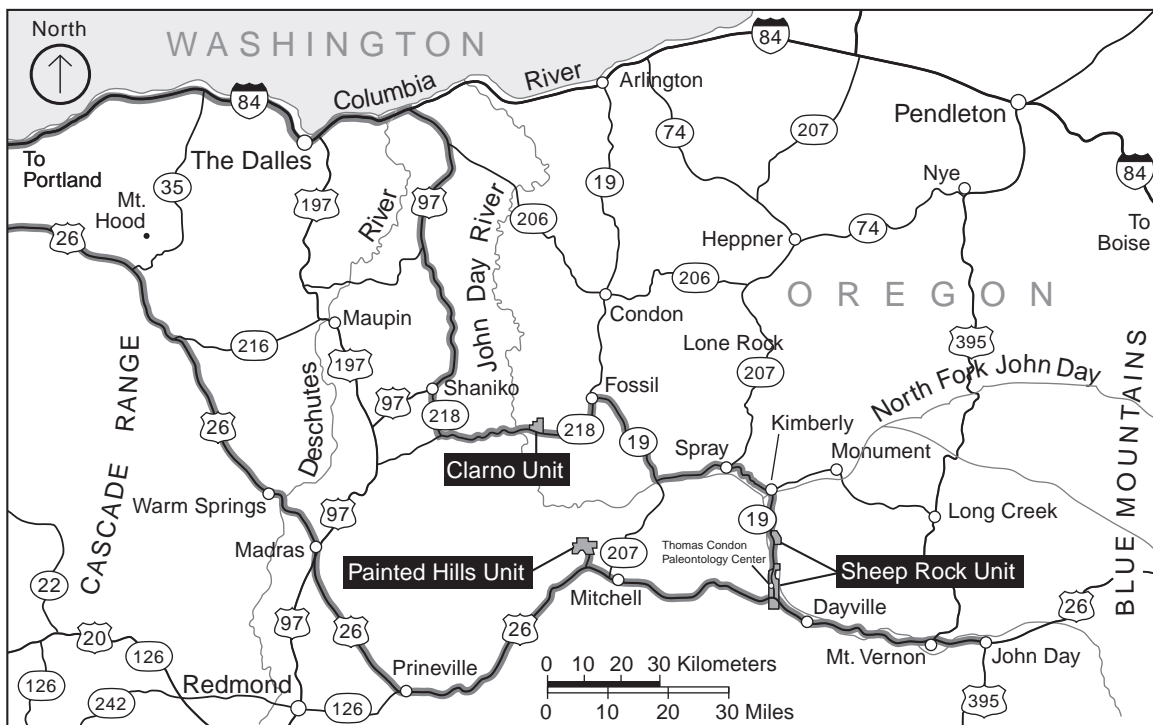 North
WASHINGTON
84
Columbia
River
Arlington
84
Pendleton
207
74
The Dalles
To
Portland
35
Mt.
Hood
197
River
97
19
Nye
84
To
Boise
206
26
John Day River
Heppner
74
206
OREGON
Condon
Maupin
216
197
Lone Rock
207
395
North Fork John Day
BLUE MOUNTAINS
CASCADE RANGE
Deschutes
Shaniko
97
218
Fossil
218
Clarno Unit
19
Spray
Kimberly
Monument
26
Warm Springs
97
Madras
19
Long Creek
Painted Hills Unit
207
Thomas Condon
Paleontology Center
Sheep Rock Unit
Mitchell
Dayville
22
20
97
26
26
26
Mt. Vernon
John Day
126
126
Prineville
Redmond
242
126
395
0 10 20 30 Kilometers
0 10 20 30 Miles